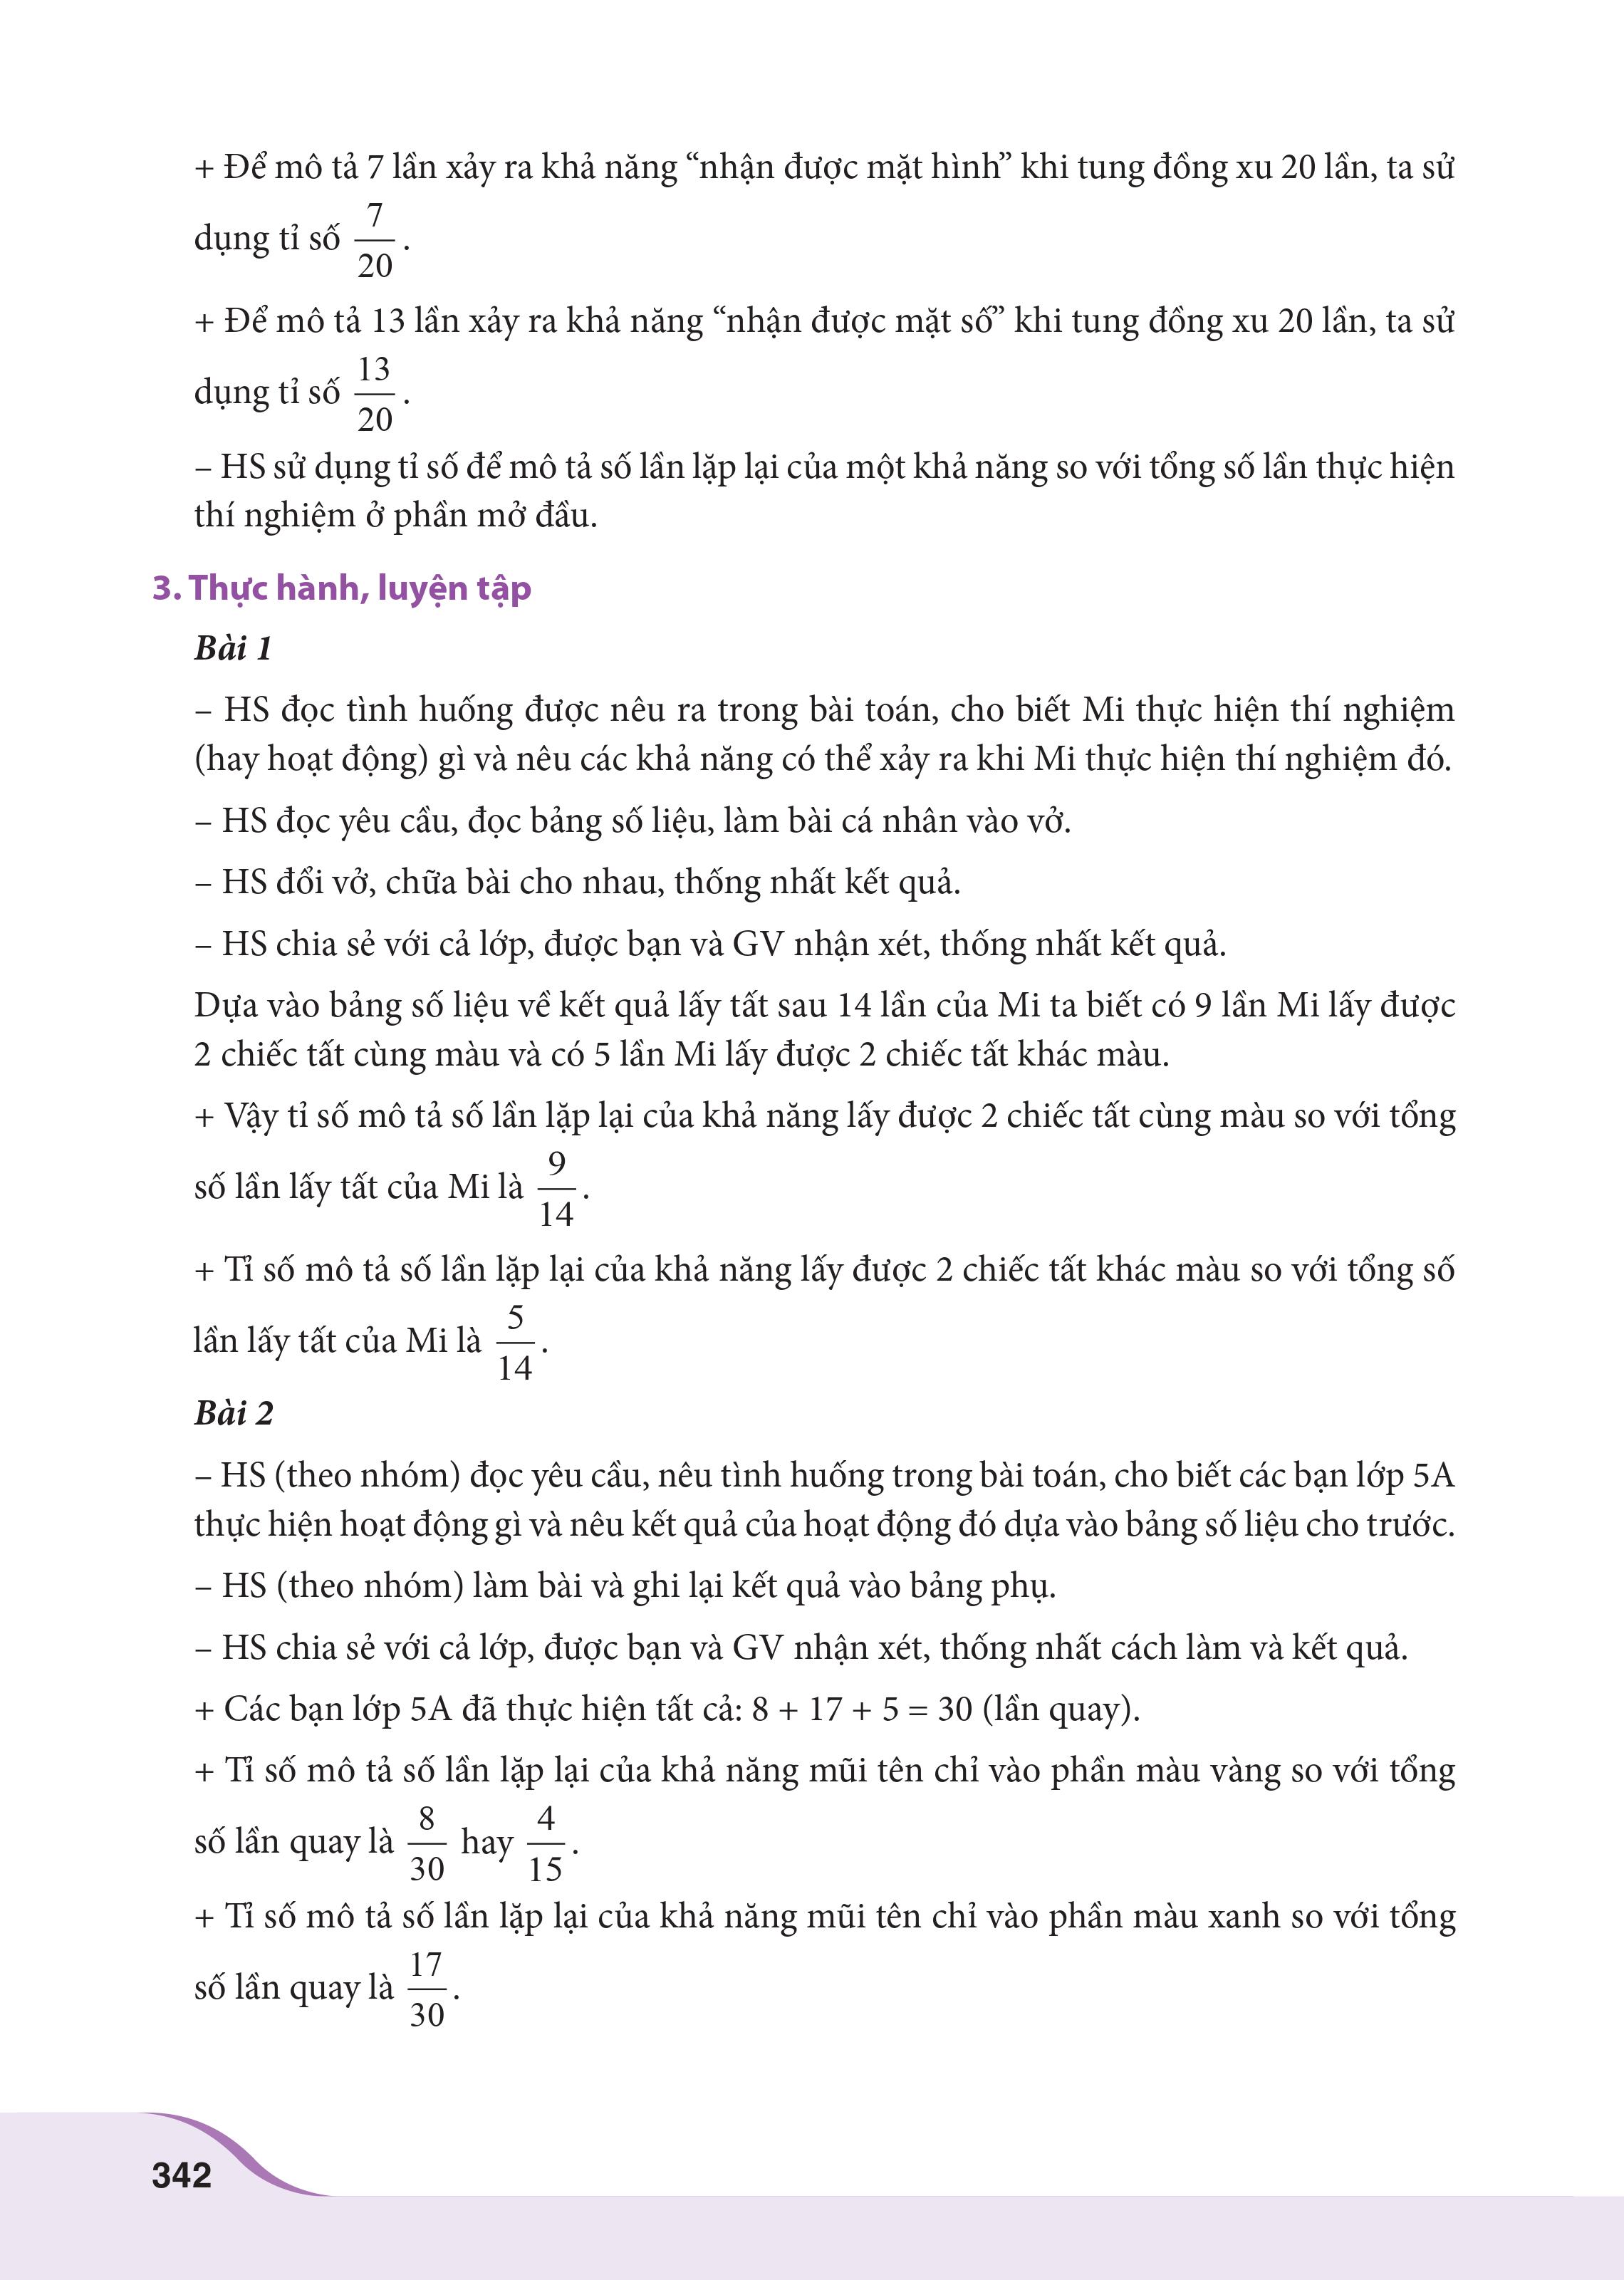 + Để mô tả 7 lần xảy ra khả năng “nhận được mặt hình” khi tung đồng xu 20 lần, ta sử
dụng tỉ số 7/20.
+ Để mô tả 13 lần xảy ra khả năng “nhận được mặt số” khi tung đồng xu 20 lần, ta sử
dụng tỉ số 13/20.
– HS sử dụng tỉ số để mô tả số lần lặp lại của một khả năng so với tổng số lần thực hiện
thí nghiệm ở phần mở đầu.
3. Thực hành, luyện tập
Bài 1
– HS đọc tình huống được nêu ra trong bài toán, cho biết Mi thực hiện thí nghiệm
(hay hoạt động) gì và nêu các khả năng có thể xảy ra khi Mi thực hiện thí nghiệm đó.
– HS đọc yêu cầu, đọc bảng số liệu, làm bài cá nhân vào vở.
– HS đổi vở, chữa bài cho nhau, thống nhất kết quả.
– HS chia sẻ với cả lớp, được bạn và GV nhận xét, thống nhất kết quả.
Dựa vào bảng số liệu về kết quả lấy tất sau 14 lần của Mi ta biết có 9 lần Mi lấy được
2 chiếc tất cùng màu và có 5 lần Mi lấy được 2 chiếc tất khác màu.
+ Vậy tỉ số mô tả số lần lặp lại của khả năng lấy được 2 chiếc tất cùng màu so với tổng
số lần lấy tất của Mi là 9/14.
+ Tỉ số mô tả số lần lặp lại của khả năng lấy được 2 chiếc tất khác màu so với tổng số
lần lấy tất của Mi là 5/14.
Bài 2
– HS (theo nhóm) đọc yêu cầu, nêu tình huống trong bài toán, cho biết các bạn lớp 5A
thực hiện hoạt động gì và nêu kết quả của hoạt động đó dựa vào bảng số liệu cho trước.
– HS (theo nhóm) làm bài và ghi lại kết quả vào bảng phụ.
– HS chia sẻ với cả lớp, được bạn và GV nhận xét, thống nhất cách làm và kết quả.
+ Các bạn lớp 5A đã thực hiện tất cả: 8 + 17 + 5 = 30 (lần quay).
+ Tỉ số mô tả số lần lặp lại của khả năng mũi tên chỉ vào phần màu vàng so với tổng
số lần quay là 8/30 hay 4/15.
+ Tỉ số mô tả số lần lặp lại của khả năng mũi tên chỉ vào phần màu xanh so với tổng
số lần quay là 17/30.
342